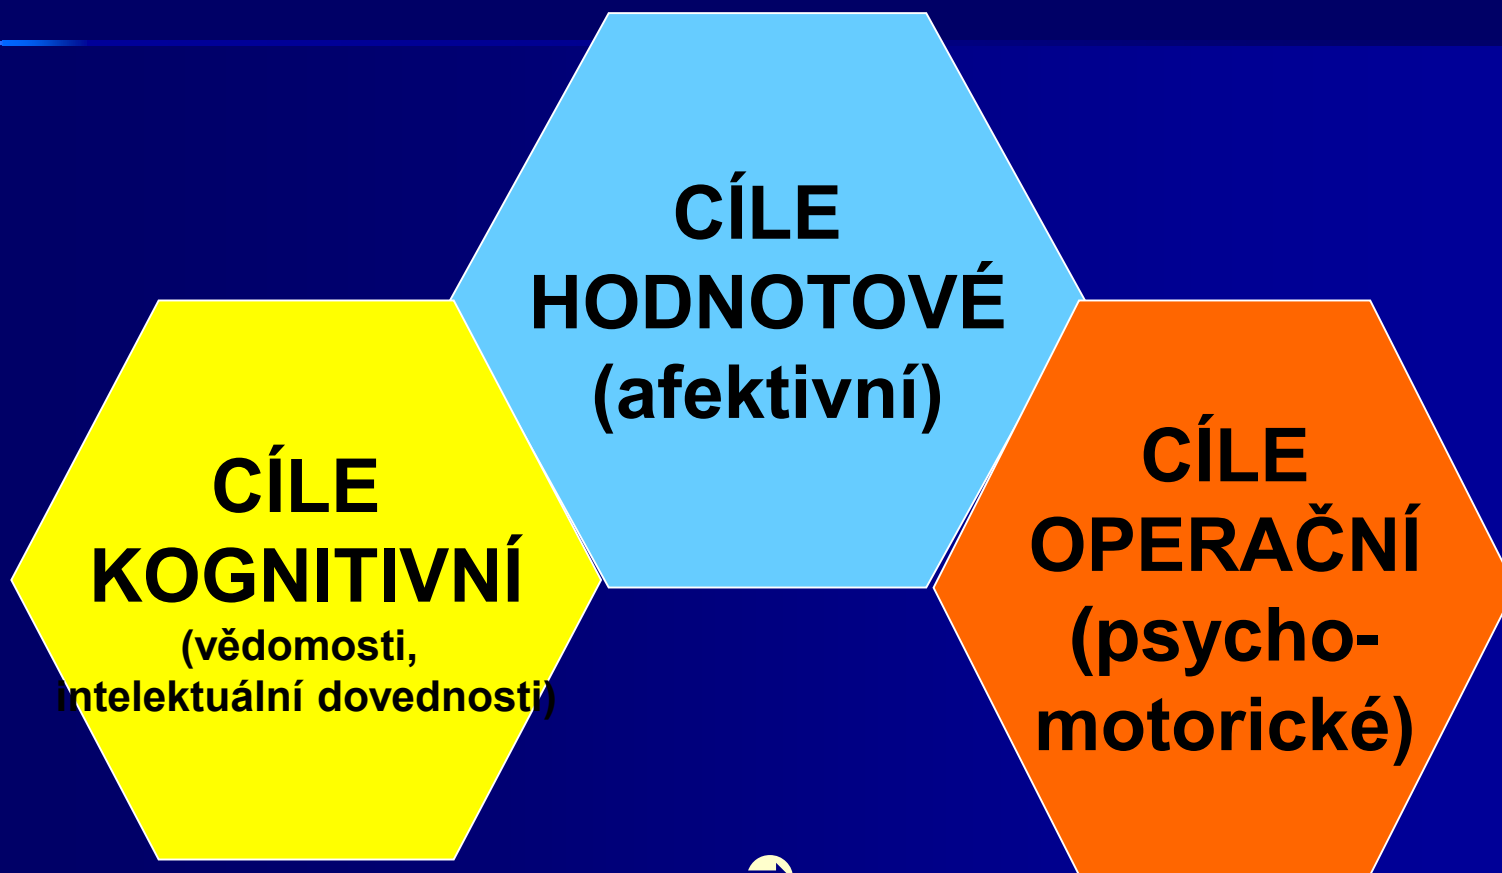 CÍLE
HODNOTOVÉ
(afektivní)
CÍLE
KOGNITIVNÍ
(vědomosti,
intelektuální dovednosti)
CÍLE
OPERAČNÍ
(psycho-
motorické)